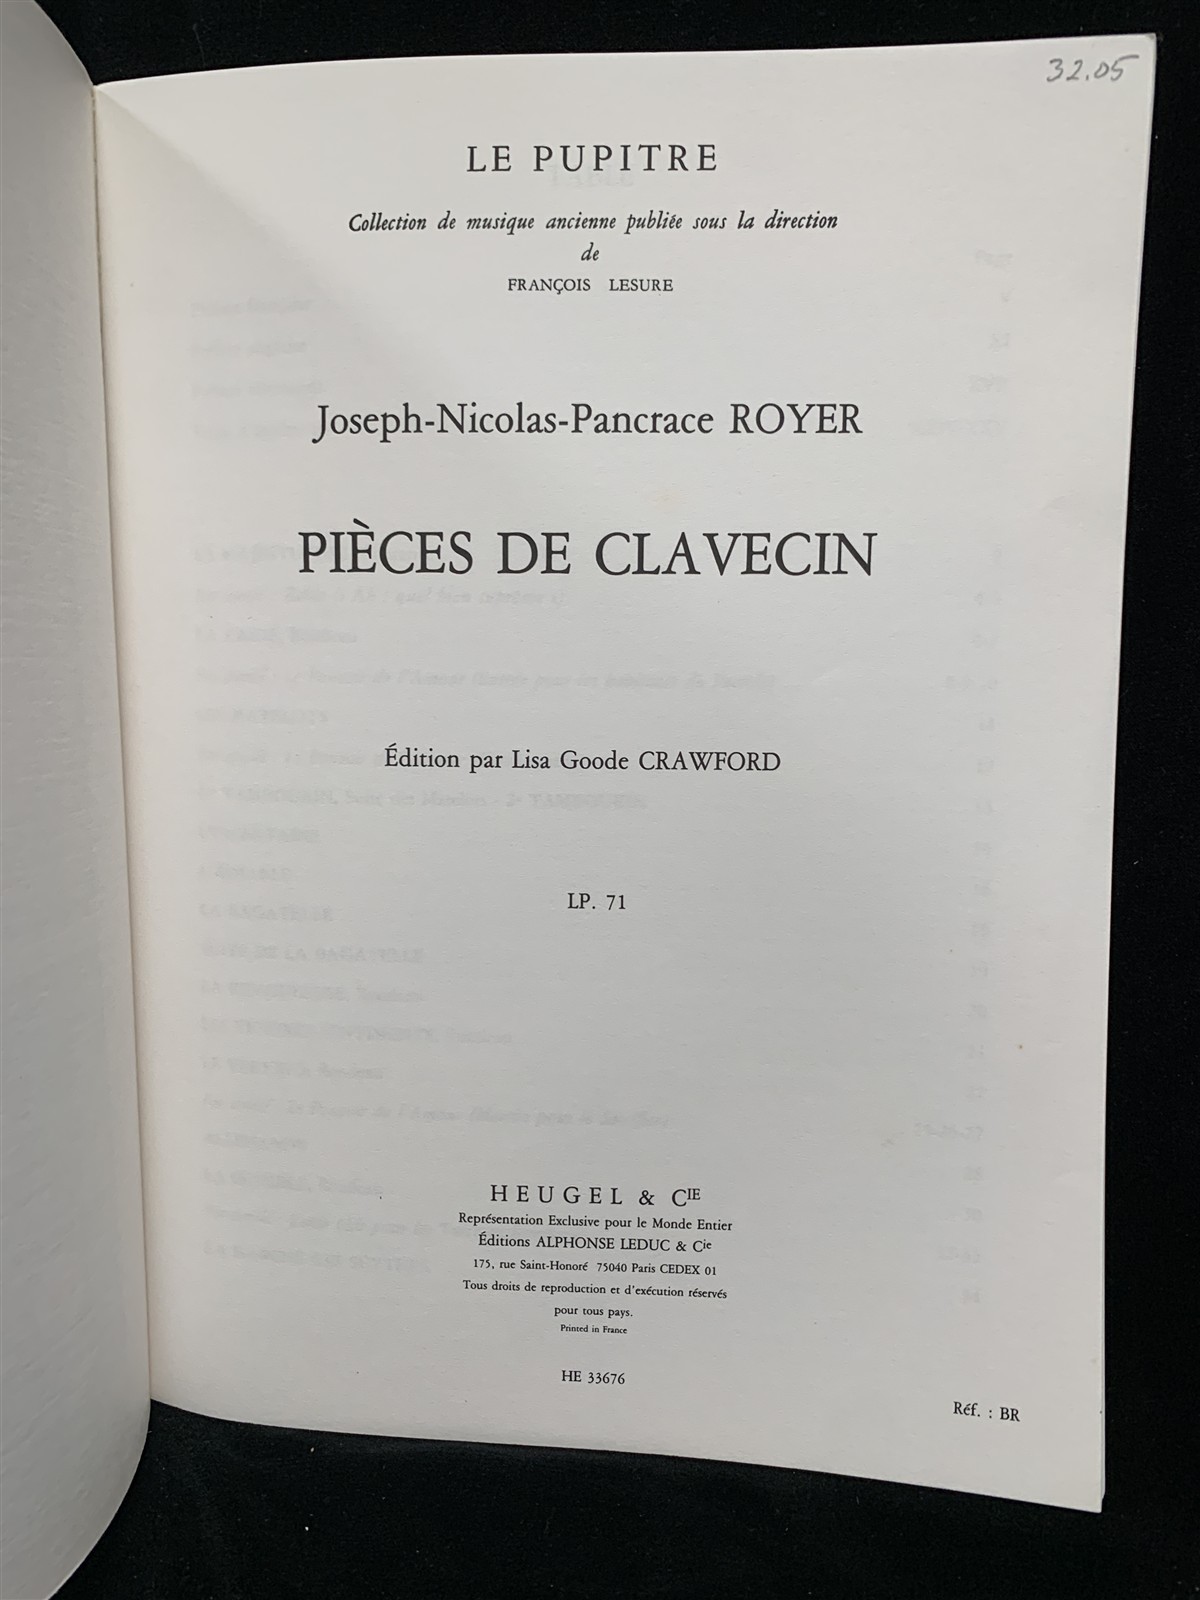 32.05
LE PUPITRE
Collection de musique ancienne publiée sous la direction
de
FRANÇOIS LESURE
Joseph-Nicolas-Pancrace ROYER
PIÈCES DE CLAVECIN
Édition par Lisa Goode CRAWFORD
LP. 71
HEUGEL & CIE
Représentation Exclusive pour le Monde Entier
Éditions ALPHONSE LEDUC & Cie
175, rue Saint-Honoré 75040 Paris CEDEX 01
Tous droits de reproduction et d'exécution réservés
pour tous pays.
Printed in France
HE 33676
Réf. : BR